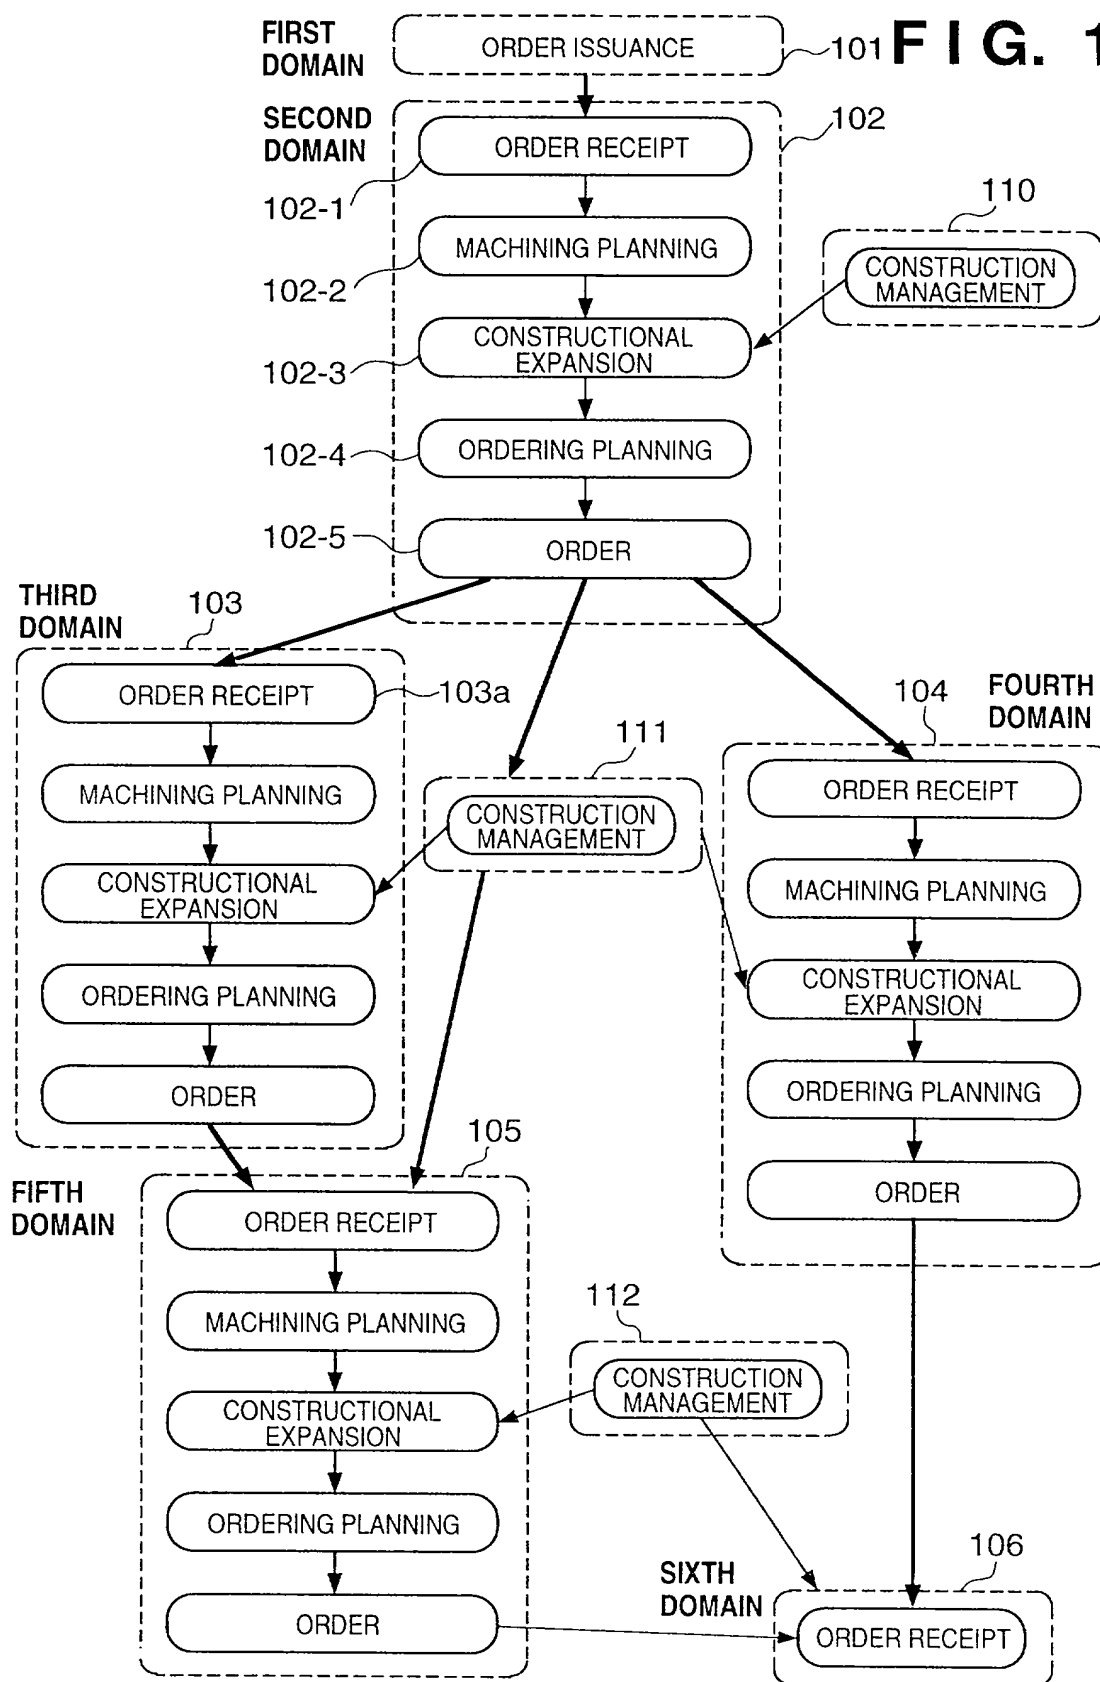 FIG. 1
FIRST
DOMAIN
ORDER ISSUANCE
101
SECOND
DOMAIN
102
ORDER RECEIPT
102-1
MACHINING PLANNING
102-2
110
CONSTRUCTION
MANAGEMENT
CONSTRUCTIONAL
EXPANSION
102-3
ORDERING PLANNING
102-4
ORDER
102-5
THIRD
DOMAIN
103
ORDER RECEIPT
103a
MACHINING PLANNING
CONSTRUCTIONAL
EXPANSION
ORDERING PLANNING
ORDER
111
CONSTRUCTION
MANAGEMENT
104
FOURTH
DOMAIN
ORDER RECEIPT
MACHINING PLANNING
CONSTRUCTIONAL
EXPANSION
ORDERING PLANNING
ORDER
FIFTH
DOMAIN
105
ORDER RECEIPT
MACHINING PLANNING
CONSTRUCTIONAL
EXPANSION
ORDERING PLANNING
ORDER
112
CONSTRUCTION
MANAGEMENT
SIXTH
DOMAIN
106
ORDER RECEIPT